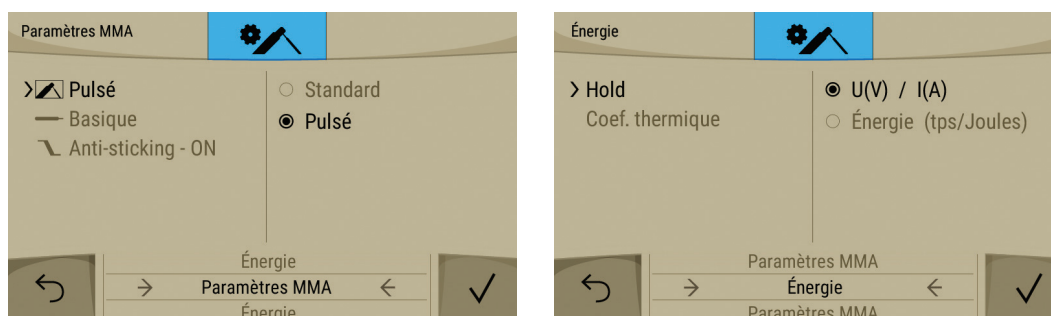 Paramètres MMA
Pulsé
Basique
Anti-sticking - ON
Standard
Pulsé
Énergie
Paramètres MMA
Énergie
Énergie
Hold
Coef. thermique
U(V) / I(A)
Énergie (tps/Joules)
Paramètres MMA
Énergie
Paramètres MMA